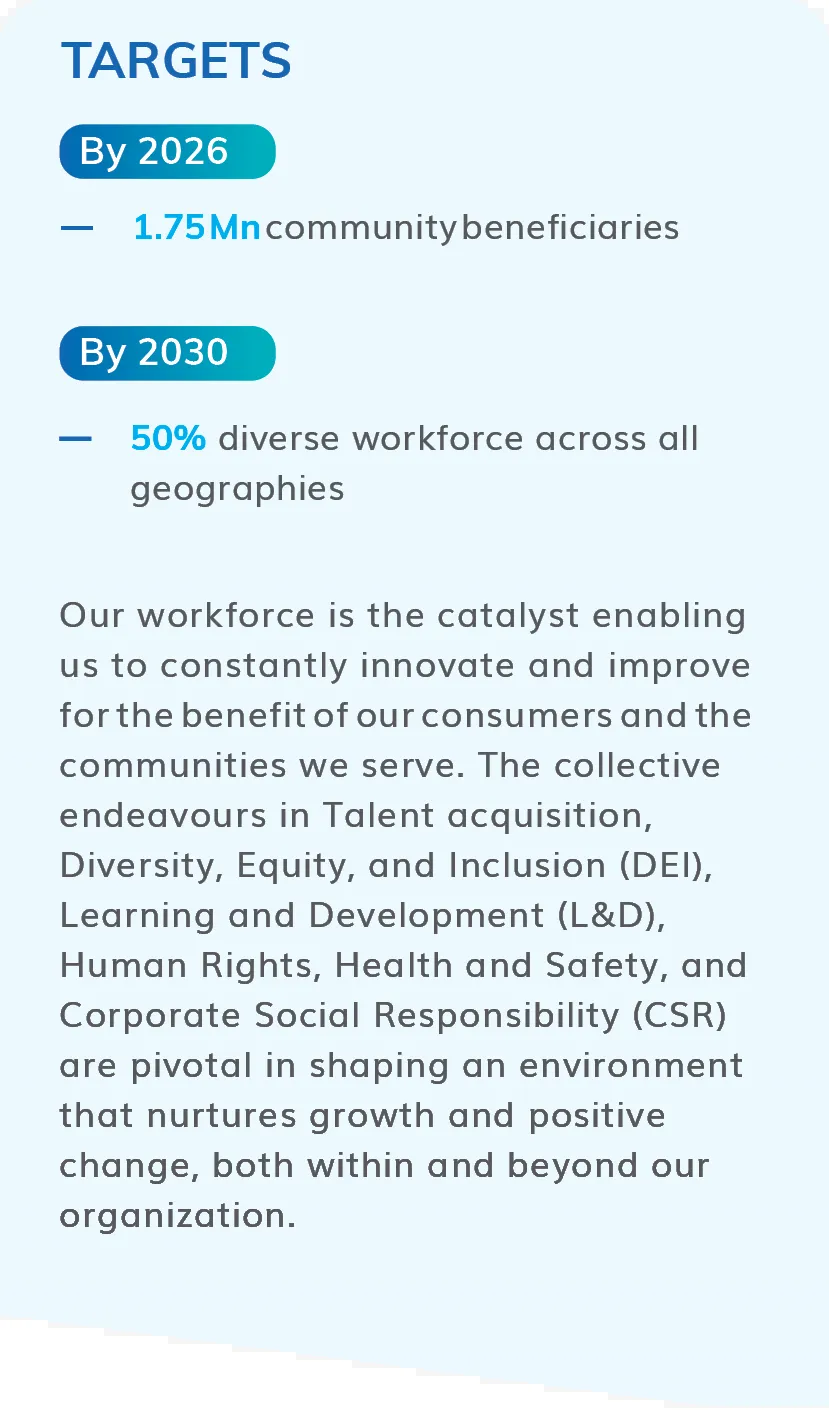 TARGETS
By 2026
— 1.75 Mn community beneficiaries
By 2030
— 50% diverse workforce across all
geographies
Our workforce is the catalyst enabling
us to constantly innovate and improve
for the benefit of our consumers and the
communities we serve. The collective
endeavours in Talent acquisition,
Diversity, Equity, and Inclusion (DEI),
Learning and Development (L&D),
Human Rights, Health and Safety, and
Corporate Social Responsibility (CSR)
are pivotal in shaping an environment
that nurtures growth and positive
change, both within and beyond our
organization.